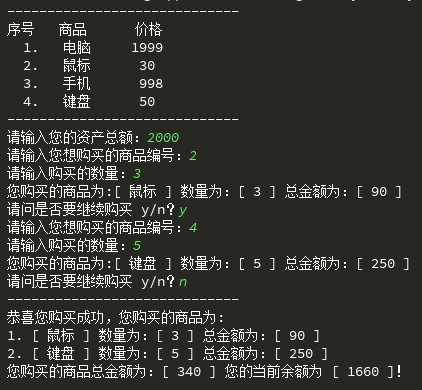 -----------------------------
序号 商品 价格
1. 电脑 1999
2. 鼠标 30
3. 手机 998
4. 键盘 50
-----------------------------
请输入您的资产总额：2000
请输入您想购买的商品编号：2
请输入购买的数量：3
您购买的商品为:[ 鼠标 ] 数量为：[ 3 ] 总金额为：[ 90 ]
请问是否要继续购买 y/n？y
请输入您想购买的商品编号：4
请输入购买的数量：5
您购买的商品为:[ 键盘 ] 数量为：[ 5 ] 总金额为：[ 250 ]
请问是否要继续购买 y/n？n
-----------------------------
恭喜您购买成功，您购买的商品为:
1. [ 鼠标 ] 数量为：[ 3 ] 总金额为：[ 90 ]
2. [ 键盘 ] 数量为：[ 5 ] 总金额为：[ 250 ]
您购买的商品总金额为：[ 340 ] 您的当前余额为 [ 1660 ]！